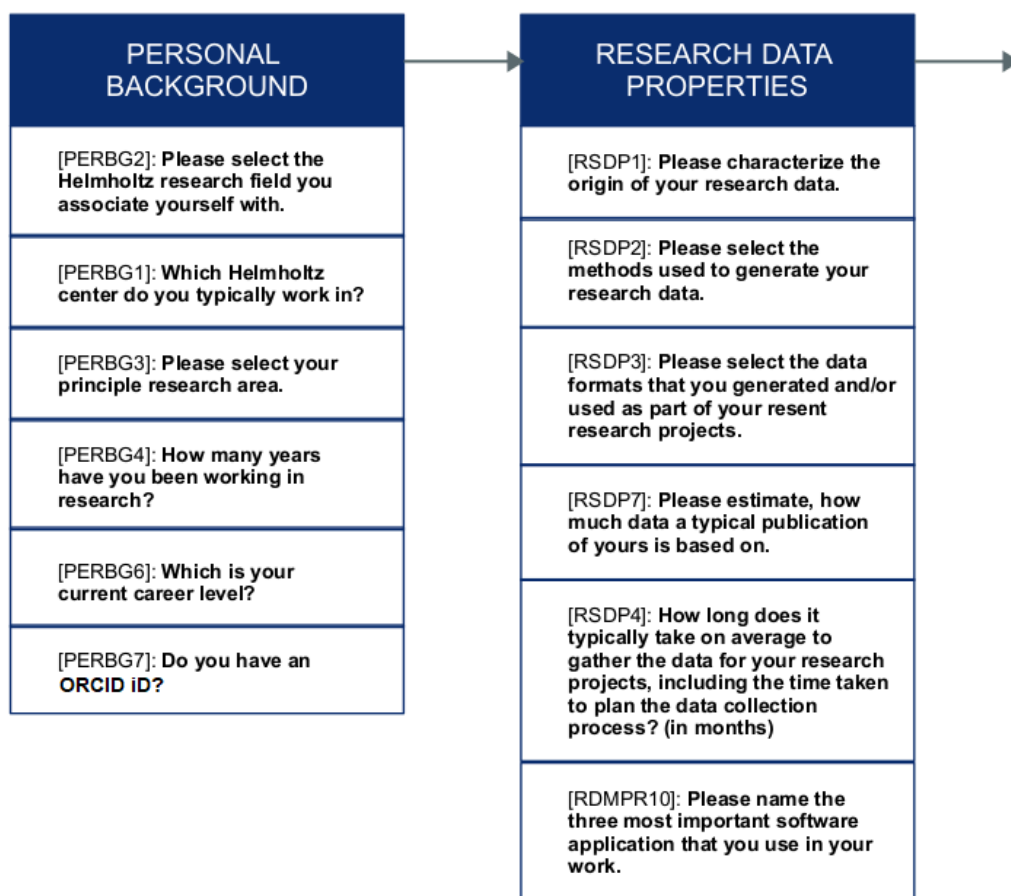 PERSONAL
BACKGROUND
[PERBG2]: Please select the
Helmholtz research field you
associate yourself with.
[PERBG1]: Which Helmholtz
center do you typically work in?
[PERBG3]: Please select your
principle research area.
[PERBG4]: How many years
have you been working in
research?
[PERBG6]: Which is your
current career level?
[PERBG7]: Do you have an
ORCID iD?
RESEARCH DATA
PROPERTIES
[RSDP1]: Please characterize the
origin of your research data.
[RSDP2]: Please select the
methods used to generate your
research data.
[RSDP3]: Please select the data
formats that you generated and/or
used as part of your resent
research projects.
[RSDP7]: Please estimate, how
much data a typical publication
of yours is based on.
[RSDP4]: How long does it
typically take on average to
gather the data for your research
projects, including the time taken
to plan the data collection
process? (in months)
[RDMPR10]: Please name the
three most important software
application that you use in your
work.